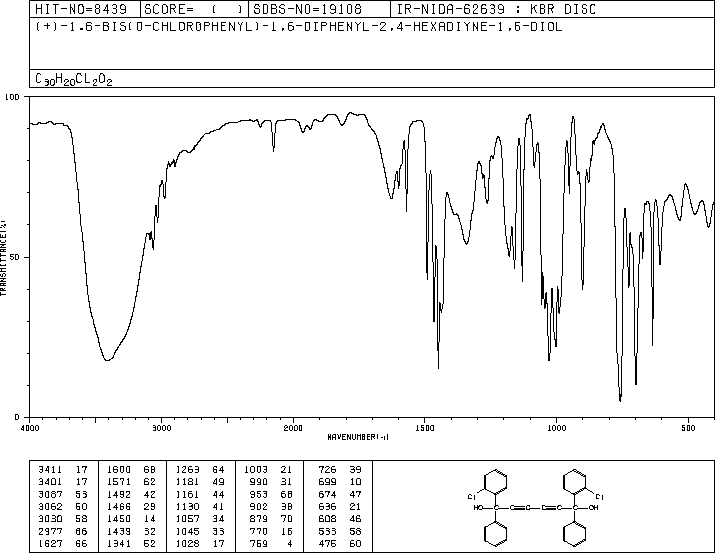 HIT-NO=8439 SCORE= ( ) SDBS-NO=19108 IR-NIDA-62639 : KBR DISC
(+)-1,6-BIS(O-CHLOROPHENYL)-1,6-DIPHENYL-2,4-HEXADIYNE-1,6-DIOL
C30H20CL2O2
100
50
0
TRANSMITTANCE(%)
4000 3000 2000 1500 1000 500
WAVENUMBER(-1)
3411 17 1600 68 1263 64 1003 21 726 39
3401 17 1571 62 1181 49 990 31 699 10
3087 53 1492 42 1161 44 953 68 674 47
3062 50 1466 29 1130 41 902 38 636 21
3030 58 1450 14 1057 34 879 70 608 46
2977 66 1439 32 1045 33 770 16 533 58
1627 66 1341 52 1028 17 759 4 476 60
Cl Cl
HO OH